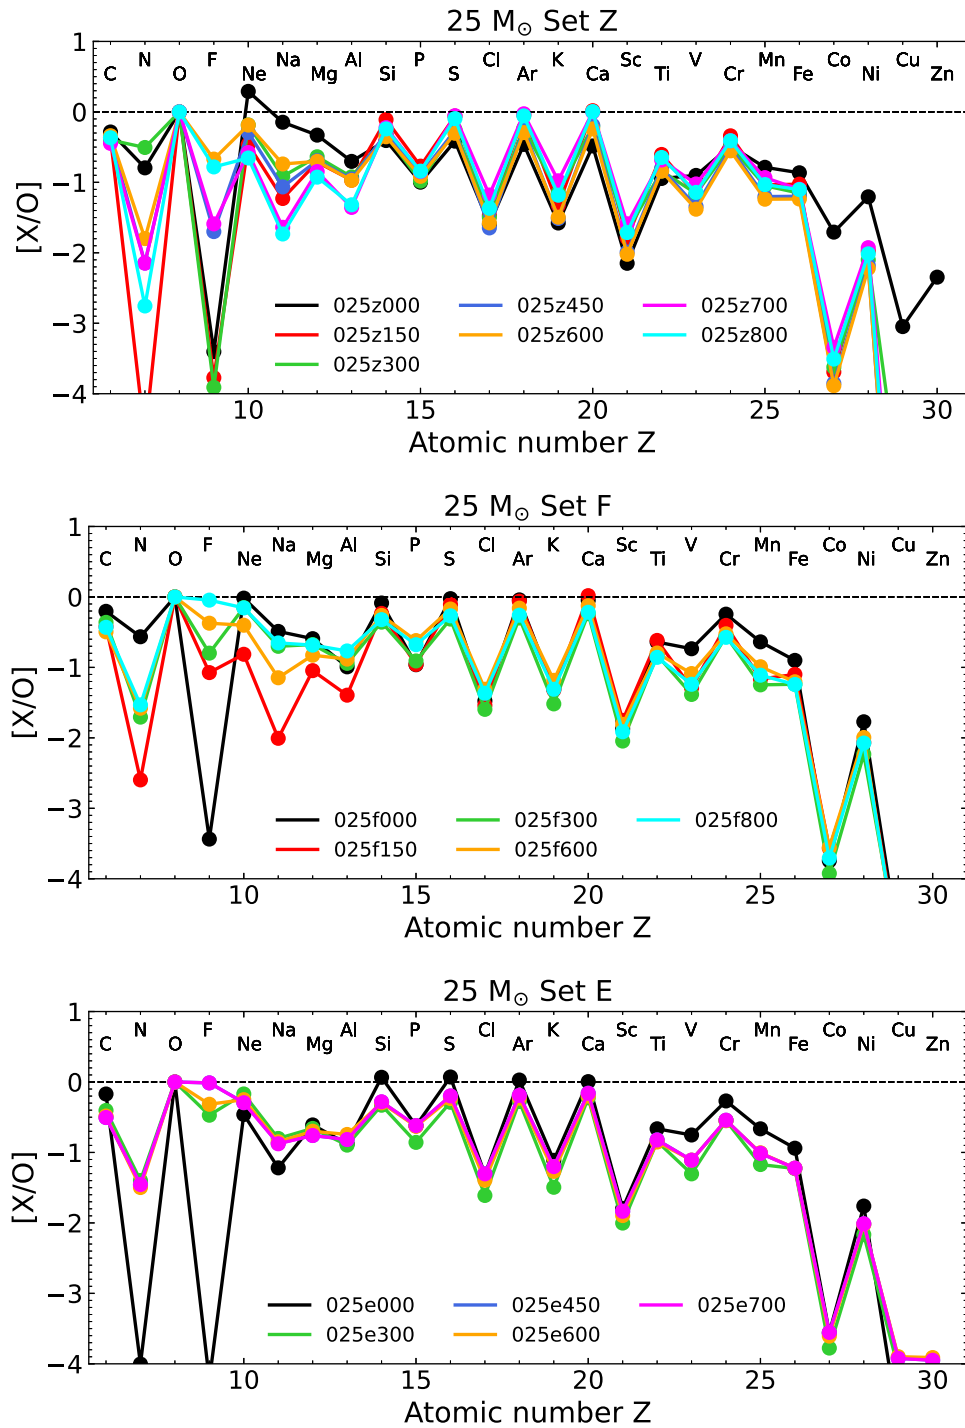 25 M⊙ Set Z
[X/O]
1
0
−1
−2
−3
−4
C N O F Ne Na Mg Al Si P S Cl Ar K Ca Sc Ti V Cr Mn Fe Co Ni Cu Zn
025z000 025z450 025z700
025z150 025z600 025z800
025z300
10 15 20 25 30
Atomic number Z
25 M⊙ Set F
[X/O]
1
0
−1
−2
−3
−4
C N O F Ne Na Mg Al Si P S Cl Ar K Ca Sc Ti V Cr Mn Fe Co Ni Cu Zn
025f000 025f300 025f800
025f150 025f600
10 15 20 25 30
Atomic number Z
25 M⊙ Set E
[X/O]
1
0
−1
−2
−3
−4
C N O F Ne Na Mg Al Si P S Cl Ar K Ca Sc Ti V Cr Mn Fe Co Ni Cu Zn
025e000 025e450 025e700
025e300 025e600
10 15 20 25 30
Atomic number Z